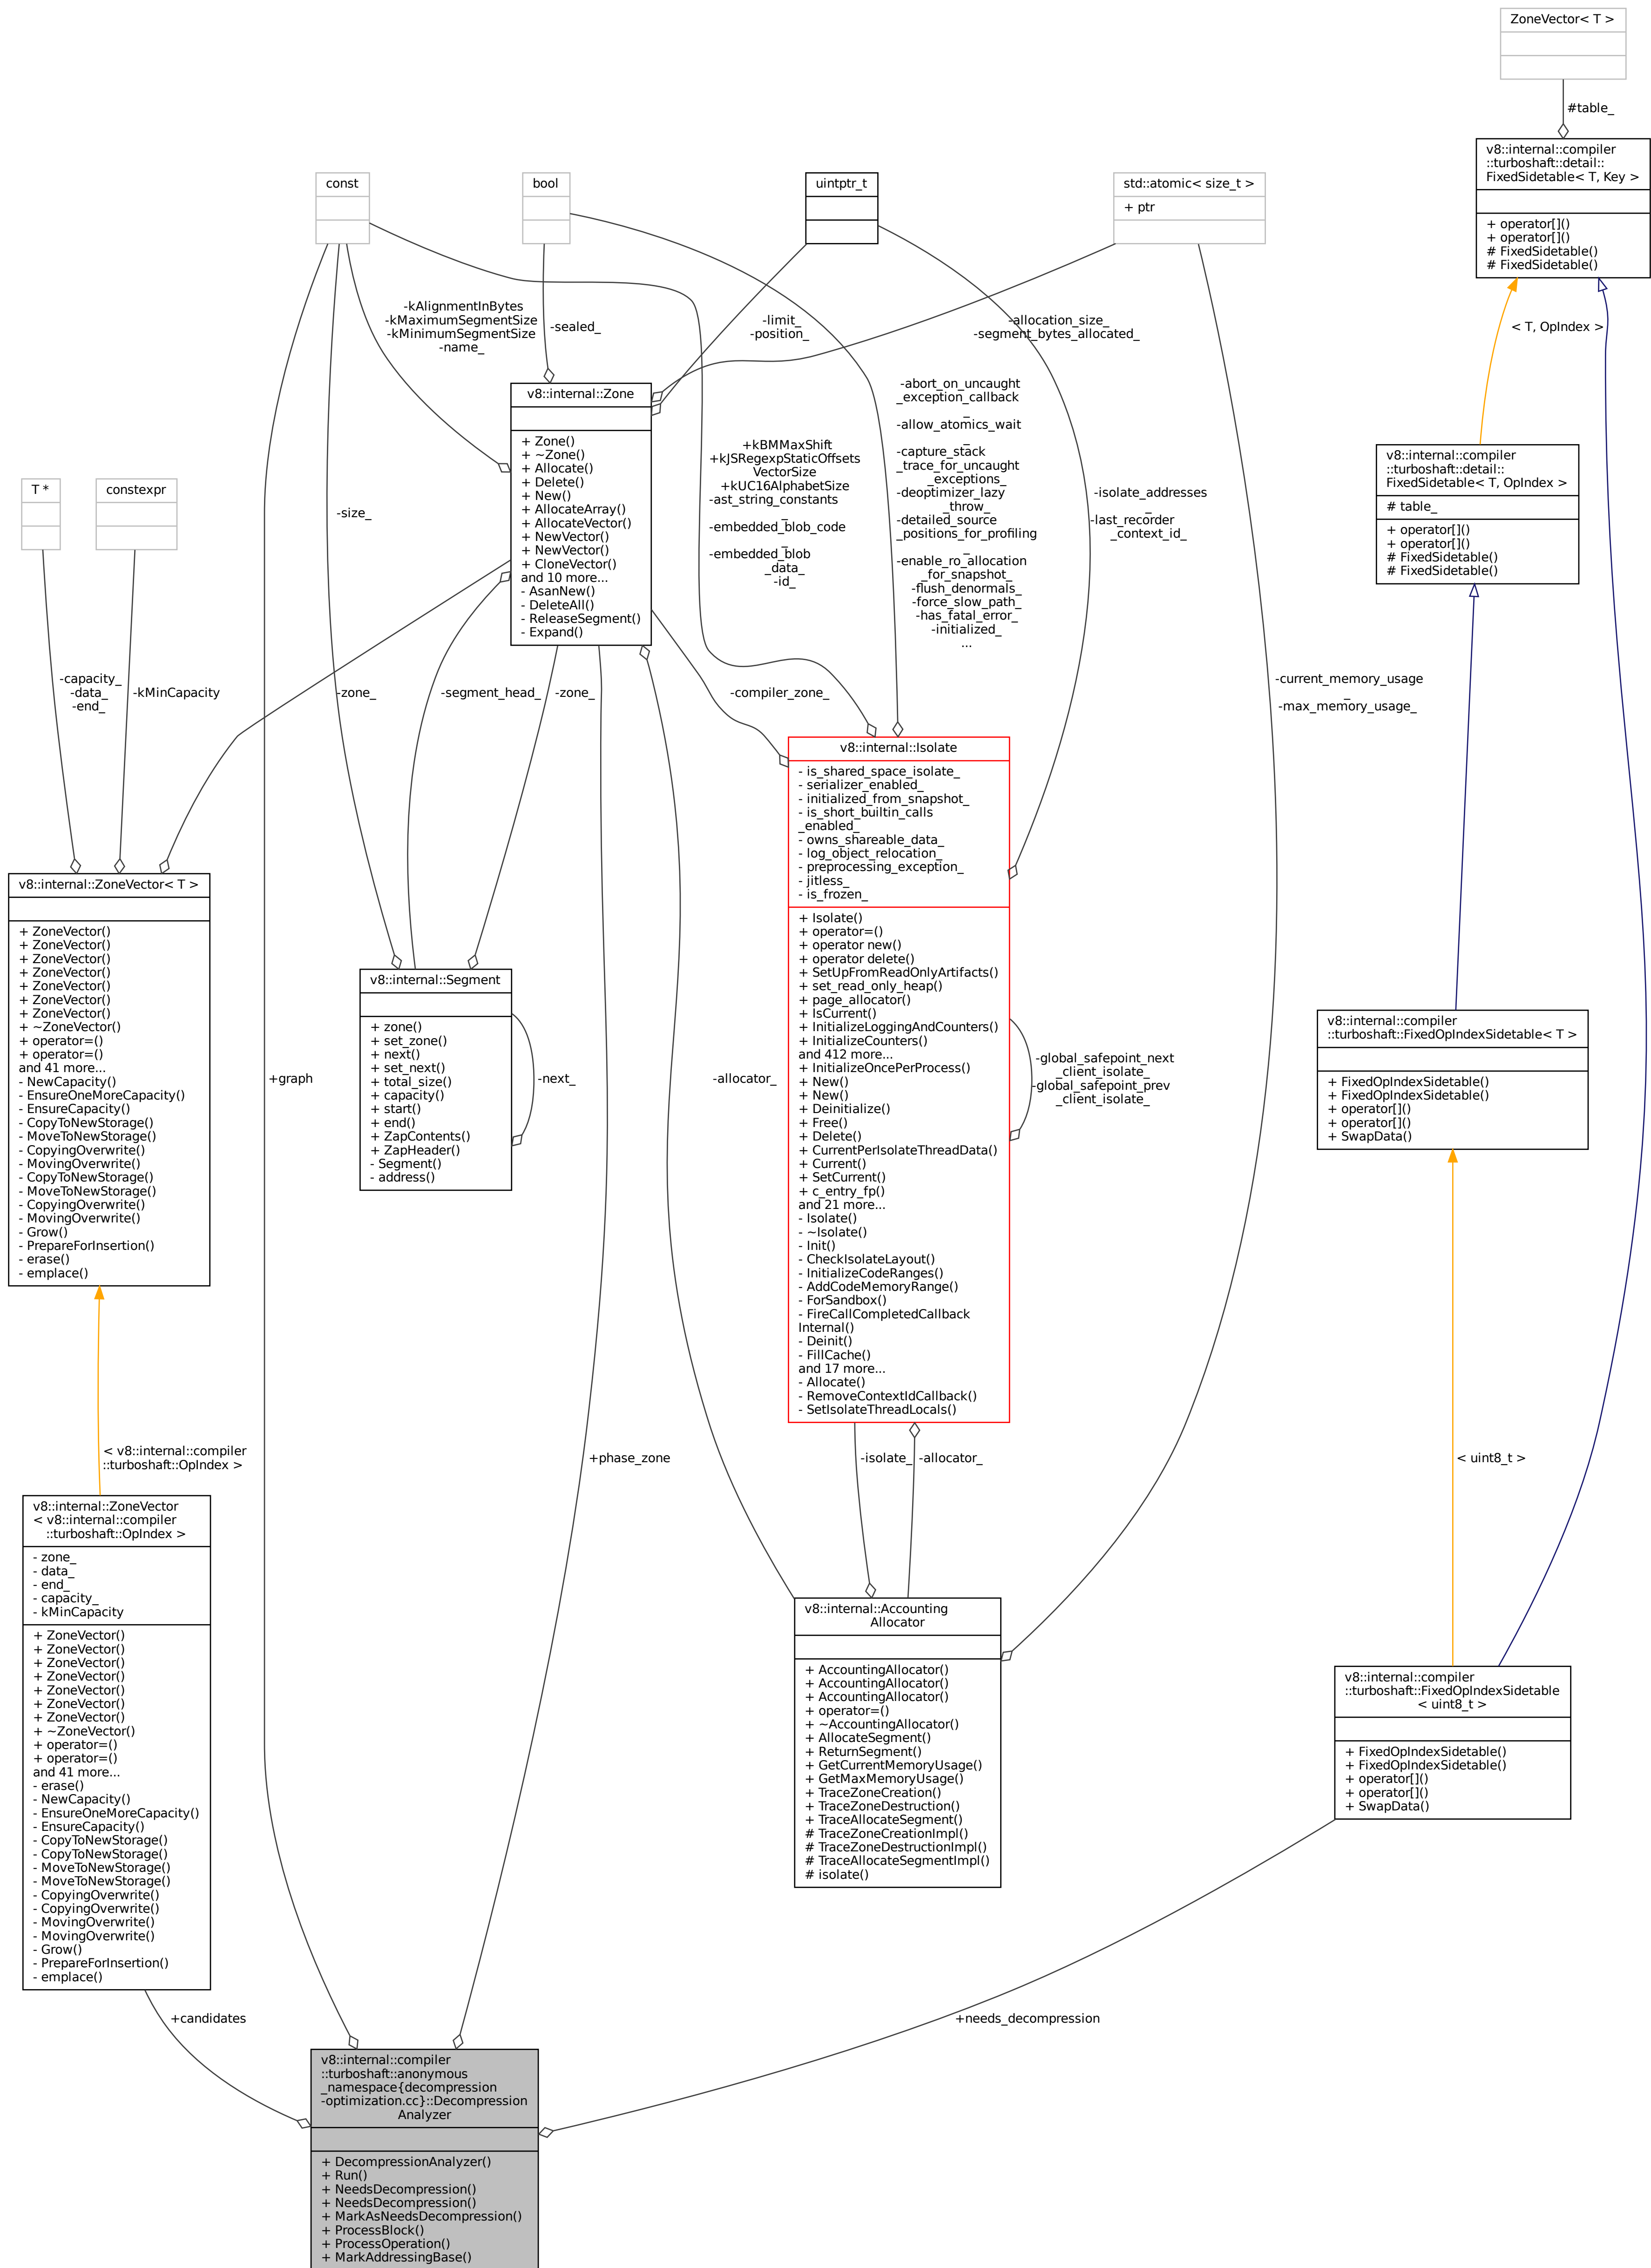 ZoneVector< T >
#table_
v8::internal::compiler
::turboshaft::detail::
FixedSidetable< T, Key >
+ operator[]()
+ operator[]()
# FixedSidetable()
# FixedSidetable()
const
bool
uintptr_t
std::atomic< size_t >
+ ptr
-kAlignmentInBytes
-kMaximumSegmentSize
-kMinimumSegmentSize
-name_
-sealed_
-limit_
-position_
-allocation_size_
-segment_bytes_allocated_
< T, OpIndex >
v8::internal::Zone
+ Zone()
+ ~Zone()
+ Allocate()
+ Delete()
+ New()
+ AllocateArray()
+ AllocateVector()
+ NewVector()
+ NewVector()
+ CloneVector()
and 10 more...
- AsanNew()
- DeleteAll()
- ReleaseSegment()
- Expand()
-size_
+kBMMaxShift
+kJSRegexpStaticOffsets
VectorSize
+kUC16AlphabetSize
-ast_string_constants
_
-embedded_blob_code
_
-embedded_blob
_data_
-id_
-abort_on_uncaught
_exception_callback
_
-allow_atomics_wait
_
-capture_stack
_trace_for_uncaught
_exceptions_
-deoptimizer_lazy
_throw_
-detailed_source
_positions_for_profiling
_
-enable_ro_allocation
_for_snapshot_
-flush_denormals_
-force_slow_path_
-has_fatal_error_
-initialized_
...
-isolate_addresses
_
-last_recorder
_context_id_
v8::internal::compiler
::turboshaft::detail::
FixedSidetable< T, OpIndex >
# table_
+ operator[]()
+ operator[]()
# FixedSidetable()
# FixedSidetable()
T *
constexpr
-capacity_
-data_
-end_
-kMinCapacity
-zone_
-segment_head_
-zone_
-compiler_zone_
-current_memory_usage
_
-max_memory_usage_
v8::internal::Isolate
- is_shared_space_isolate_
- serializer_enabled_
- initialized_from_snapshot_
- is_short_builtin_calls
_enabled_
- owns_shareable_data_
- log_object_relocation_
- preprocessing_exception_
- jitless_
- is_frozen_
+ Isolate()
+ operator=()
+ operator new()
+ operator delete()
+ SetUpFromReadOnlyArtifacts()
+ set_read_only_heap()
+ page_allocator()
+ IsCurrent()
+ InitializeLoggingAndCounters()
+ InitializeCounters()
and 412 more...
+ InitializeOncePerProcess()
+ New()
+ New()
+ Deinitialize()
+ Free()
+ Delete()
+ CurrentPerIsolateThreadData()
+ Current()
+ SetCurrent()
+ c_entry_fp()
and 21 more...
- Isolate()
- ~Isolate()
- Init()
- CheckIsolateLayout()
- InitializeCodeRanges()
- AddCodeMemoryRange()
- ForSandbox()
- FireCallCompletedCallback
Internal()
- Deinit()
- FillCache()
and 17 more...
- Allocate()
- RemoveContextIdCallback()
- SetIsolateThreadLocals()
v8::internal::ZoneVector< T >
+ ZoneVector()
+ ZoneVector()
+ ZoneVector()
+ ZoneVector()
+ ZoneVector()
+ ZoneVector()
+ ZoneVector()
+ ~ZoneVector()
+ operator=()
+ operator=()
and 41 more...
- NewCapacity()
- EnsureOneMoreCapacity()
- EnsureCapacity()
- CopyToNewStorage()
- MoveToNewStorage()
- CopyingOverwrite()
- MovingOverwrite()
- CopyToNewStorage()
- MoveToNewStorage()
- CopyingOverwrite()
- MovingOverwrite()
- Grow()
- PrepareForInsertion()
- erase()
- emplace()
v8::internal::Segment
+ zone()
+ set_zone()
+ next()
+ set_next()
+ total_size()
+ capacity()
+ start()
+ end()
+ ZapContents()
+ ZapHeader()
- Segment()
- address()
-next_
+graph
-allocator_
-global_safepoint_next
_client_isolate_
-global_safepoint_prev
_client_isolate_
v8::internal::compiler
::turboshaft::FixedOpIndexSidetable< T >
+ FixedOpIndexSidetable()
+ FixedOpIndexSidetable()
+ operator[]()
+ operator[]()
+ SwapData()
< v8::internal::compiler
::turboshaft::OpIndex >
+phase_zone
-isolate_
-allocator_
< uint8_t >
v8::internal::ZoneVector
< v8::internal::compiler
::turboshaft::OpIndex >
- zone_
- data_
- end_
- capacity_
- kMinCapacity
+ ZoneVector()
+ ZoneVector()
+ ZoneVector()
+ ZoneVector()
+ ZoneVector()
+ ZoneVector()
+ ZoneVector()
+ ~ZoneVector()
+ operator=()
+ operator=()
and 41 more...
- erase()
- NewCapacity()
- EnsureOneMoreCapacity()
- EnsureCapacity()
- CopyToNewStorage()
- CopyToNewStorage()
- MoveToNewStorage()
- MoveToNewStorage()
- CopyingOverwrite()
- CopyingOverwrite()
- MovingOverwrite()
- MovingOverwrite()
- Grow()
- PrepareForInsertion()
- emplace()
v8::internal::Accounting
Allocator
+ AccountingAllocator()
+ AccountingAllocator()
+ AccountingAllocator()
+ operator=()
+ ~AccountingAllocator()
+ AllocateSegment()
+ ReturnSegment()
+ GetCurrentMemoryUsage()
+ GetMaxMemoryUsage()
+ TraceZoneCreation()
+ TraceZoneDestruction()
+ TraceAllocateSegment()
# TraceZoneCreationImpl()
# TraceZoneDestructionImpl()
# TraceAllocateSegmentImpl()
# isolate()
v8::internal::compiler
::turboshaft::FixedOpIndexSidetable
< uint8_t >
+ FixedOpIndexSidetable()
+ FixedOpIndexSidetable()
+ operator[]()
+ operator[]()
+ SwapData()
+candidates
+needs_decompression
v8::internal::compiler
::turboshaft::anonymous
_namespace{decompression
-optimization.cc}::Decompression
Analyzer
+ DecompressionAnalyzer()
+ Run()
+ NeedsDecompression()
+ NeedsDecompression()
+ MarkAsNeedsDecompression()
+ ProcessBlock()
+ ProcessOperation()
+ MarkAddressingBase()